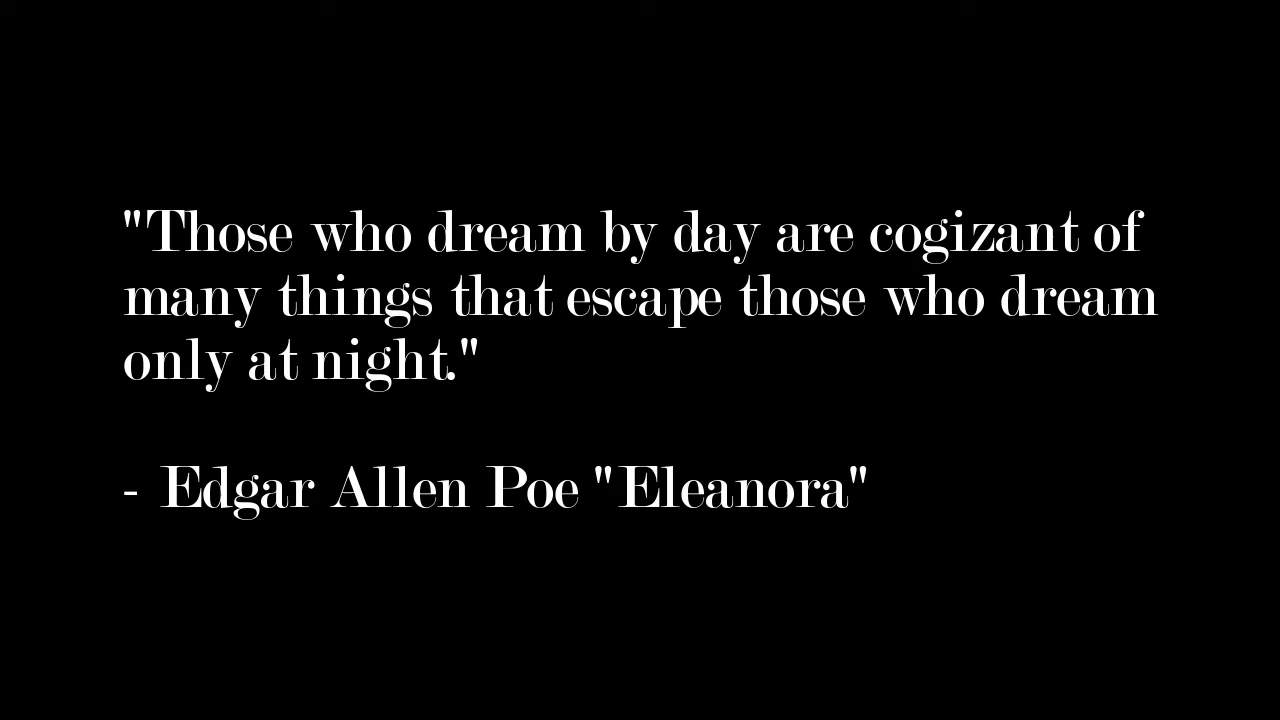 "Those who dream by day are cogizant of
many things that escape those who dream
only at night."
- Edgar Allen Poe "Eleanora"